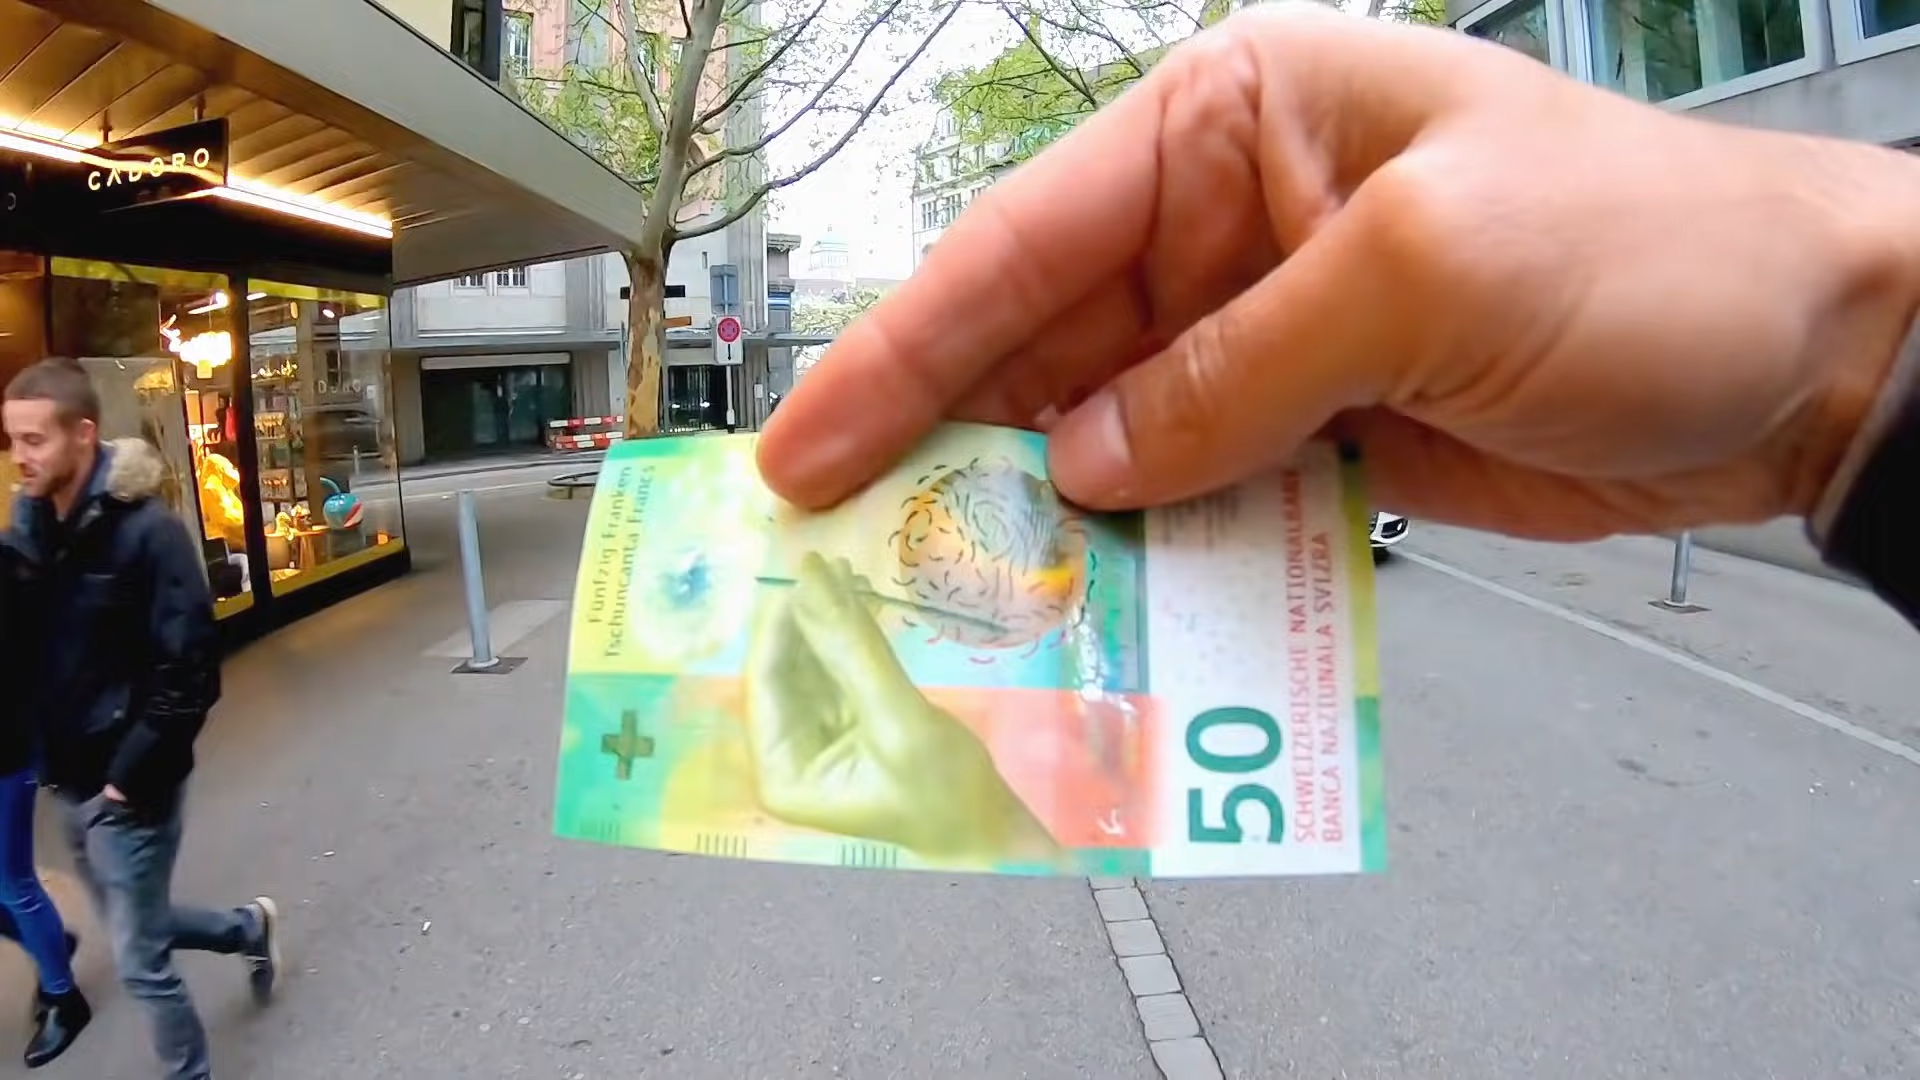 CADORO
Fünfzig Franken
Tschuncanta Francs
50
SCHWEIZERISCHE NATIONALBANK
BANCA NAZIUNALA SVIZRA